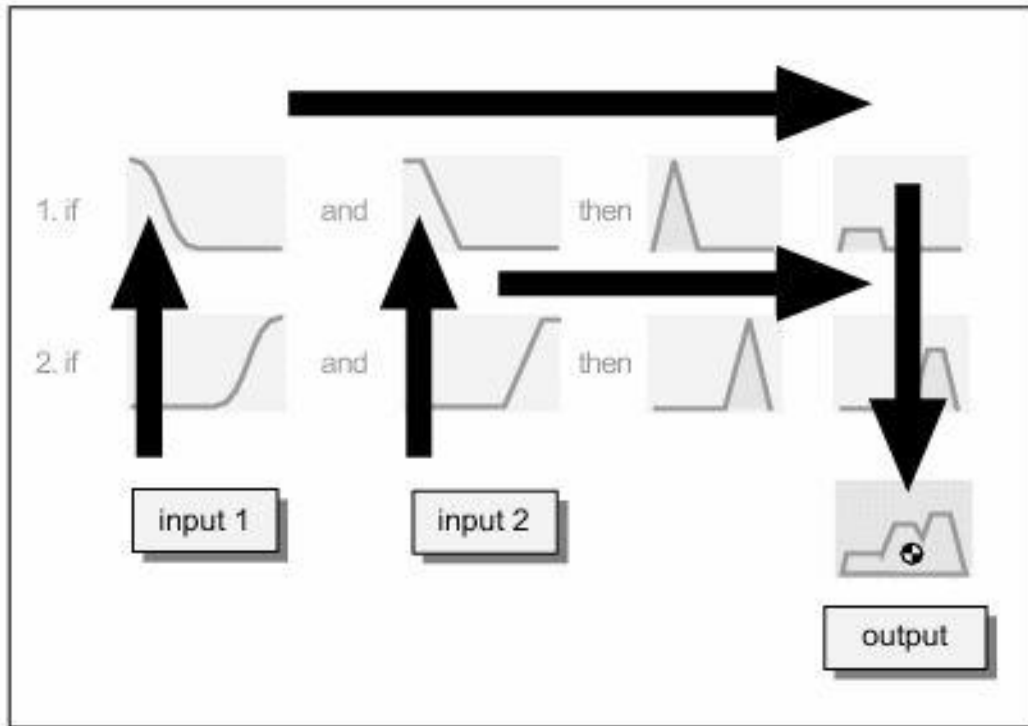 1. if and then
2. if and then
input 1 input 2
output